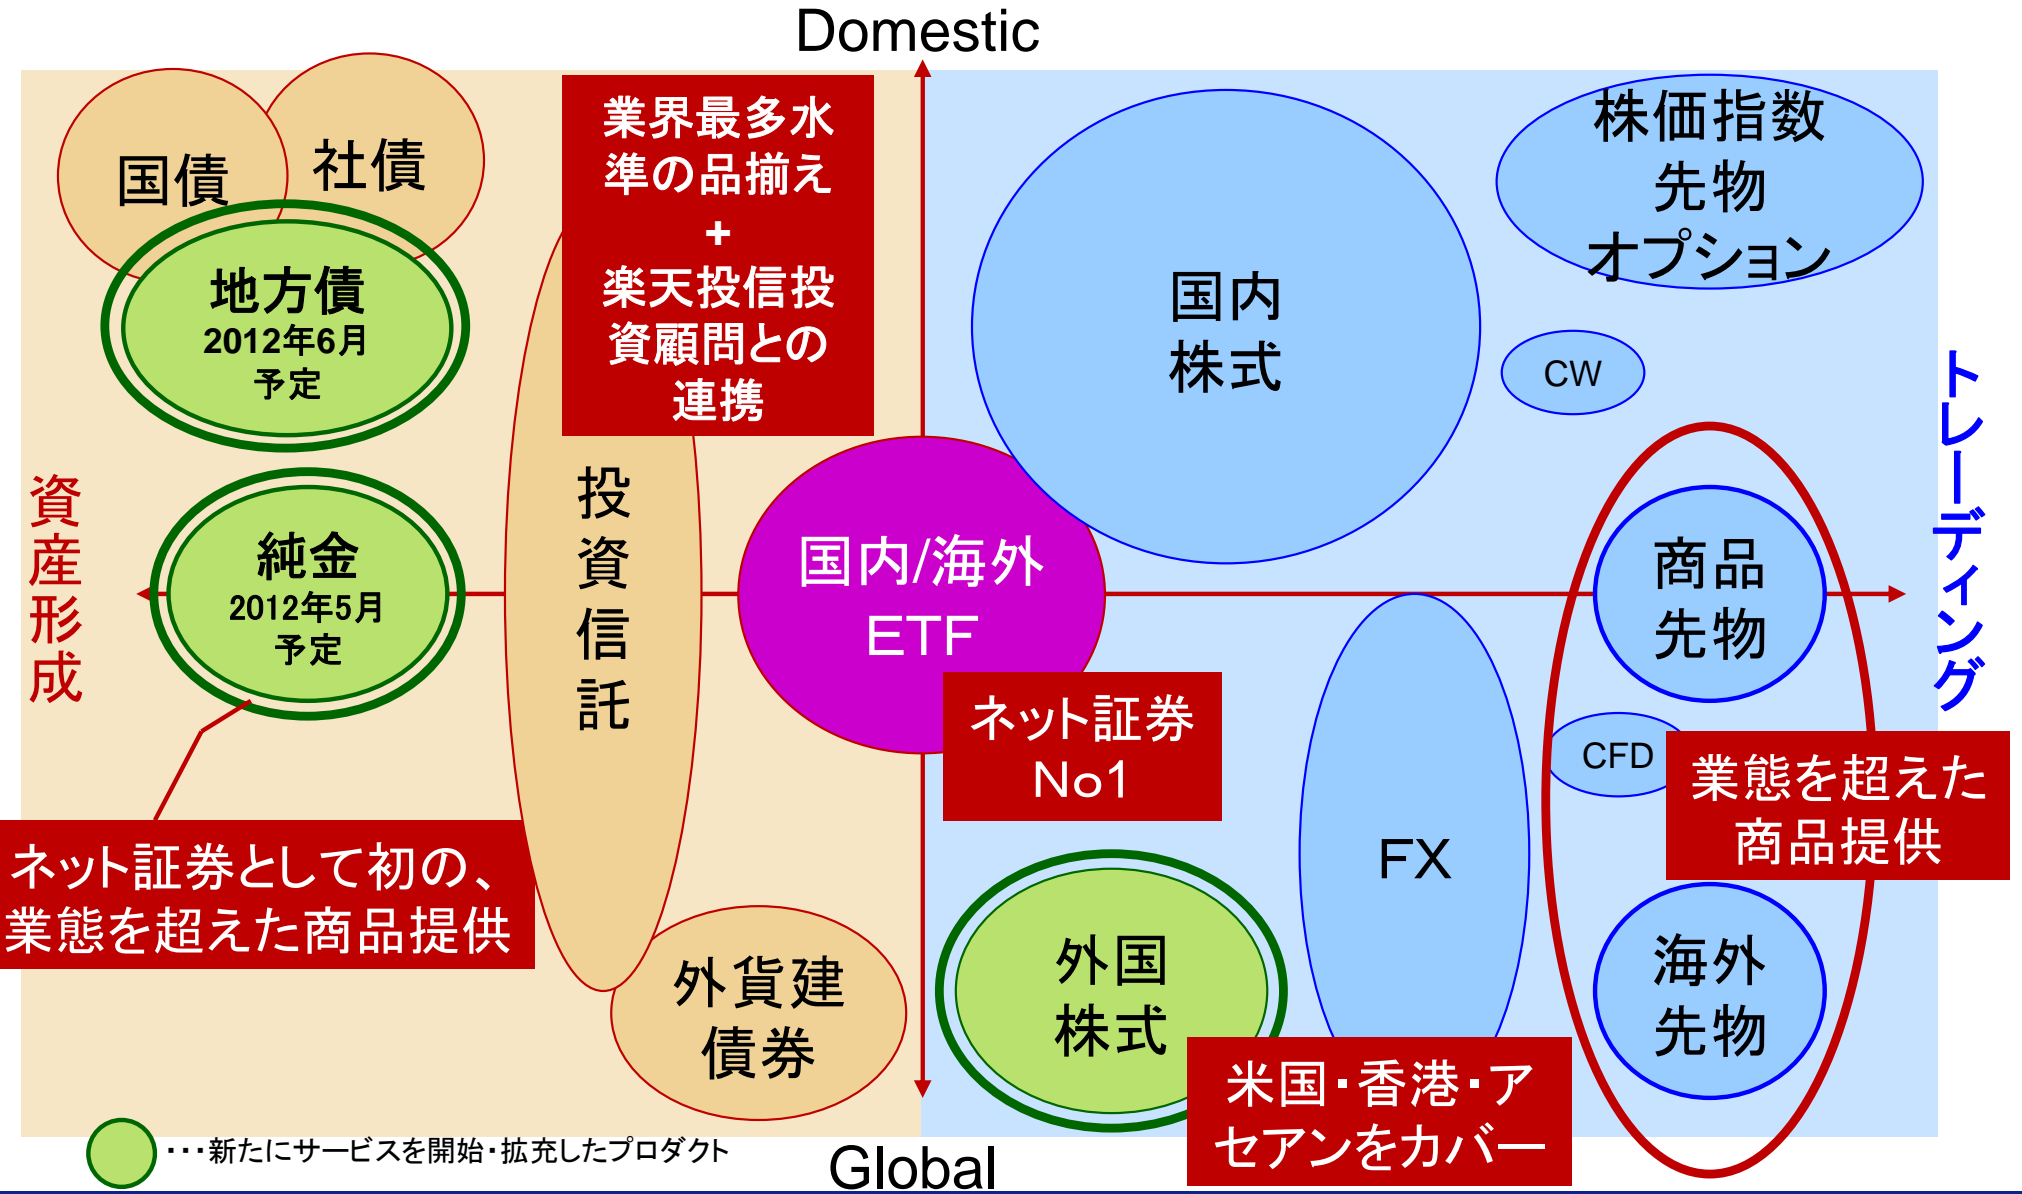 Domestic
国債
社債
地方債
2012年6月
予定
業界最多水
準の品揃え
+
楽天投信投
資顧問との
連携
国内
株式
株価指数
先物
オプション
CW
資産形成
純金
2012年5月
予定
投資信託
国内/海外
ETF
ネット証券
No1
商品
先物
トレーディング
CFD
業態を超えた
商品提供
FX
ネット証券として初の、
業態を超えた商品提供
外貨建
債券
外国
株式
海外
先物
米国・香港・ア
セアンをカバー
・・・新たにサービスを開始・拡充したプロダクト
Global